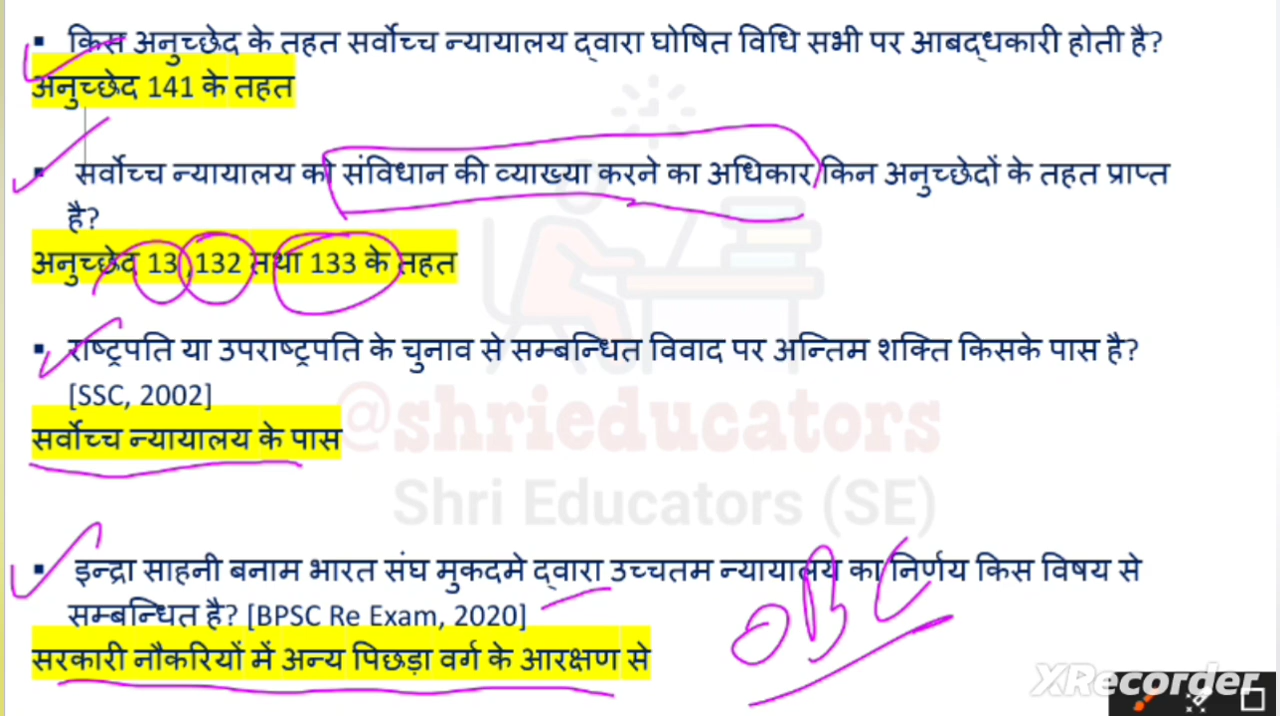 ▪ किस अनुच्छेद के तहत सर्वोच्च न्यायालय द्वारा घोषित विधि सभी पर आबद्धकारी होती है?
अनुच्छेद 141 के तहत
▪ सर्वोच्च न्यायालय को संविधान की व्याख्या करने का अधिकार किन अनुच्छेदों के तहत प्राप्त
है?
अनुच्छेद 13 ,132 तथा 133 के तहत
▪ राष्ट्रपति या उपराष्ट्रपति के चुनाव से सम्बन्धित विवाद पर अन्तिम शक्ति किसके पास है?
[SSC, 2002]
@shrieducators
सर्वोच्च न्यायालय के पास
Shri Educators (SE)
▪ इन्द्रा साहनी बनाम भारत संघ मुकदमे द्वारा उच्चतम न्यायालय का निर्णय किस विषय से
सम्बन्धित है? [BPSC Re Exam, 2020]
OBC
सरकारी नौकरियों में अन्य पिछड़ा वर्ग के आरक्षण से
XRecorder